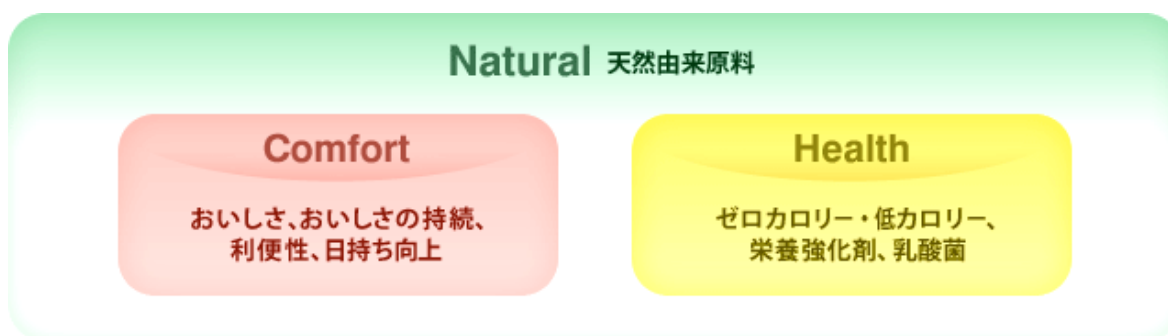 Natural 天然由来原料
Comfort
おいしさ、おいしさの持続、
利便性、日持ち向上
Health
ゼロカロリー・低カロリー、
栄養強化剤、乳酸菌